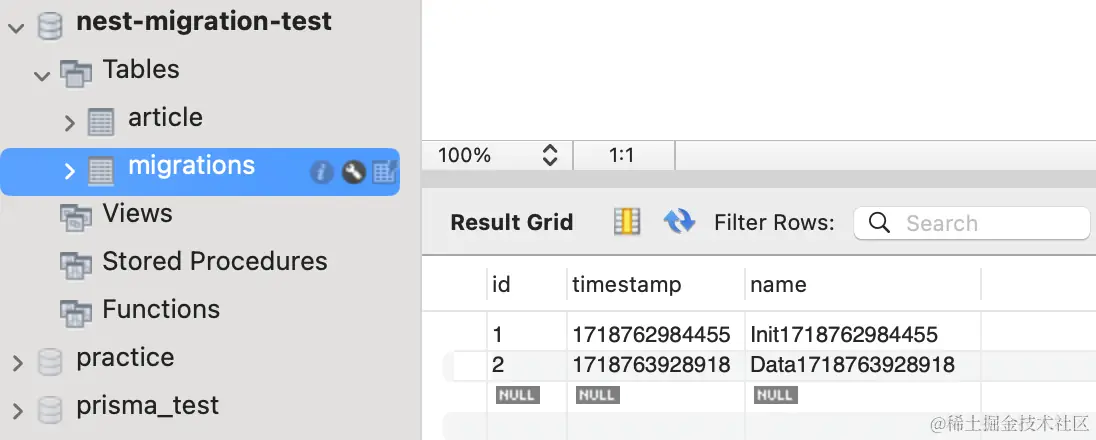 nest-migration-test
Tables
article
migrations
Views
Stored Procedures
Functions
practice
prisma_test
100% 1:1
Result Grid Filter Rows: Search
id timestamp name
1 1718762984455 Init1718762984455
2 1718763928918 Data1718763928918
NULL NULL NULL
@稀土掘金技术社区